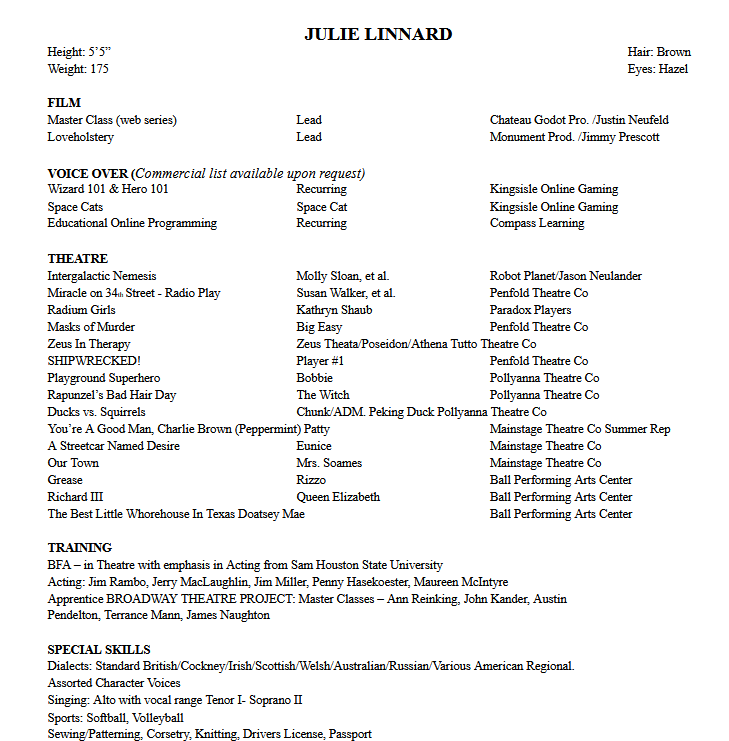 JULIE LINNARD
Height: 5’5” Hair: Brown
Weight: 175 Eyes: Hazel
FILM
Master Class (web series) Lead Chateau Godot Pro. /Justin Neufeld
Loveholstery Lead Monument Prod. /Jimmy Prescott
VOICE OVER (Commercial list available upon request)
Wizard 101 & Hero 101 Recurring Kingsisle Online Gaming
Space Cats Space Cat Kingsisle Online Gaming
Educational Online Programming Recurring Compass Learning
THEATRE
Intergalactic Nemesis Molly Sloan, et al. Robot Planet/Jason Neulander
Miracle on 34th Street - Radio Play Susan Walker, et al. Penfold Theatre Co
Radium Girls Kathryn Shaub Paradox Players
Masks of Murder Big Easy Penfold Theatre Co
Zeus In Therapy Zeus Theata/Poseidon/Athena Tutto Theatre Co
SHIPWRECKED! Player #1 Penfold Theatre Co
Playground Superhero Bobbie Pollyanna Theatre Co
Rapunzel’s Bad Hair Day The Witch Pollyanna Theatre Co
Ducks vs. Squirrels Chunk/ADM. Peking Duck Pollyanna Theatre Co
You’re A Good Man, Charlie Brown (Peppermint) Patty Mainstage Theatre Co Summer Rep
A Streetcar Named Desire Eunice Mainstage Theatre Co
Our Town Mrs. Soames Mainstage Theatre Co
Grease Rizzo Ball Performing Arts Center
Richard III Queen Elizabeth Ball Performing Arts Center
The Best Little Whorehouse In Texas Doatsey Mae Ball Performing Arts Center
TRAINING
BFA – in Theatre with emphasis in Acting from Sam Houston State University
Acting: Jim Rambo, Jerry MacLaughlin, Jim Miller, Penny Hasekoester, Maureen McIntyre
Apprentice BROADWAY THEATRE PROJECT: Master Classes – Ann Reinking, John Kander, Austin
Pendelton, Terrance Mann, James Naughton
SPECIAL SKILLS
Dialects: Standard British/Cockney/Irish/Scottish/Welsh/Australian/Russian/Various American Regional.
Assorted Character Voices
Singing: Alto with vocal range Tenor I- Soprano II
Sports: Softball, Volleyball
Sewing/Patterning, Corsetry, Knitting, Drivers License, Passport